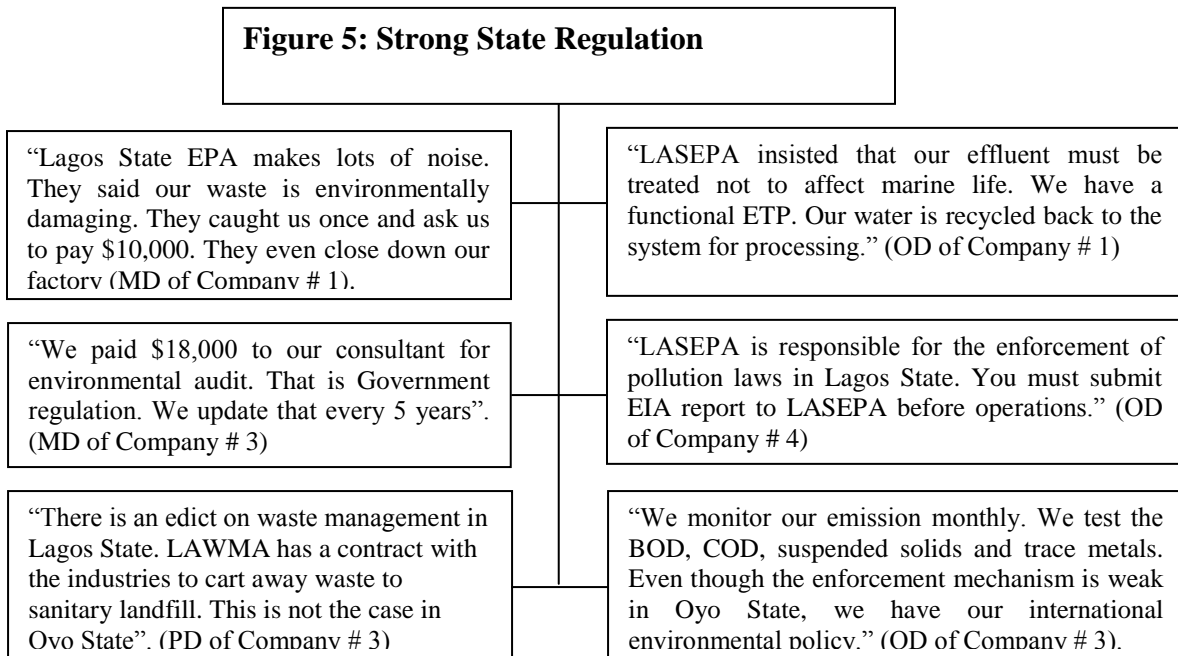 Figure 5: Strong State Regulation
“Lagos State EPA makes lots of noise.
They said our waste is environmentally
damaging. They caught us once and ask us
to pay $10,000. They even close down our
factory (MD of Company # 1).
“LASEPA insisted that our effluent must be
treated not to affect marine life. We have a
functional ETP. Our water is recycled back to the
system for processing.” (OD of Company # 1)
“We paid $18,000 to our consultant for
environmental audit. That is Government
regulation. We update that every 5 years”.
(MD of Company # 3)
“LASEPA is responsible for the enforcement of
pollution laws in Lagos State. You must submit
EIA report to LASEPA before operations.” (OD
of Company # 4)
“There is an edict on waste management in
Lagos State. LAWMA has a contract with
the industries to cart away waste to
sanitary landfill. This is not the case in
Oyo State”. (PD of Company # 3)
“We monitor our emission monthly. We test the
BOD, COD, suspended solids and trace metals.
Even though the enforcement mechanism is weak
in Oyo State, we have our international
environmental policy.” (OD of Company # 3).